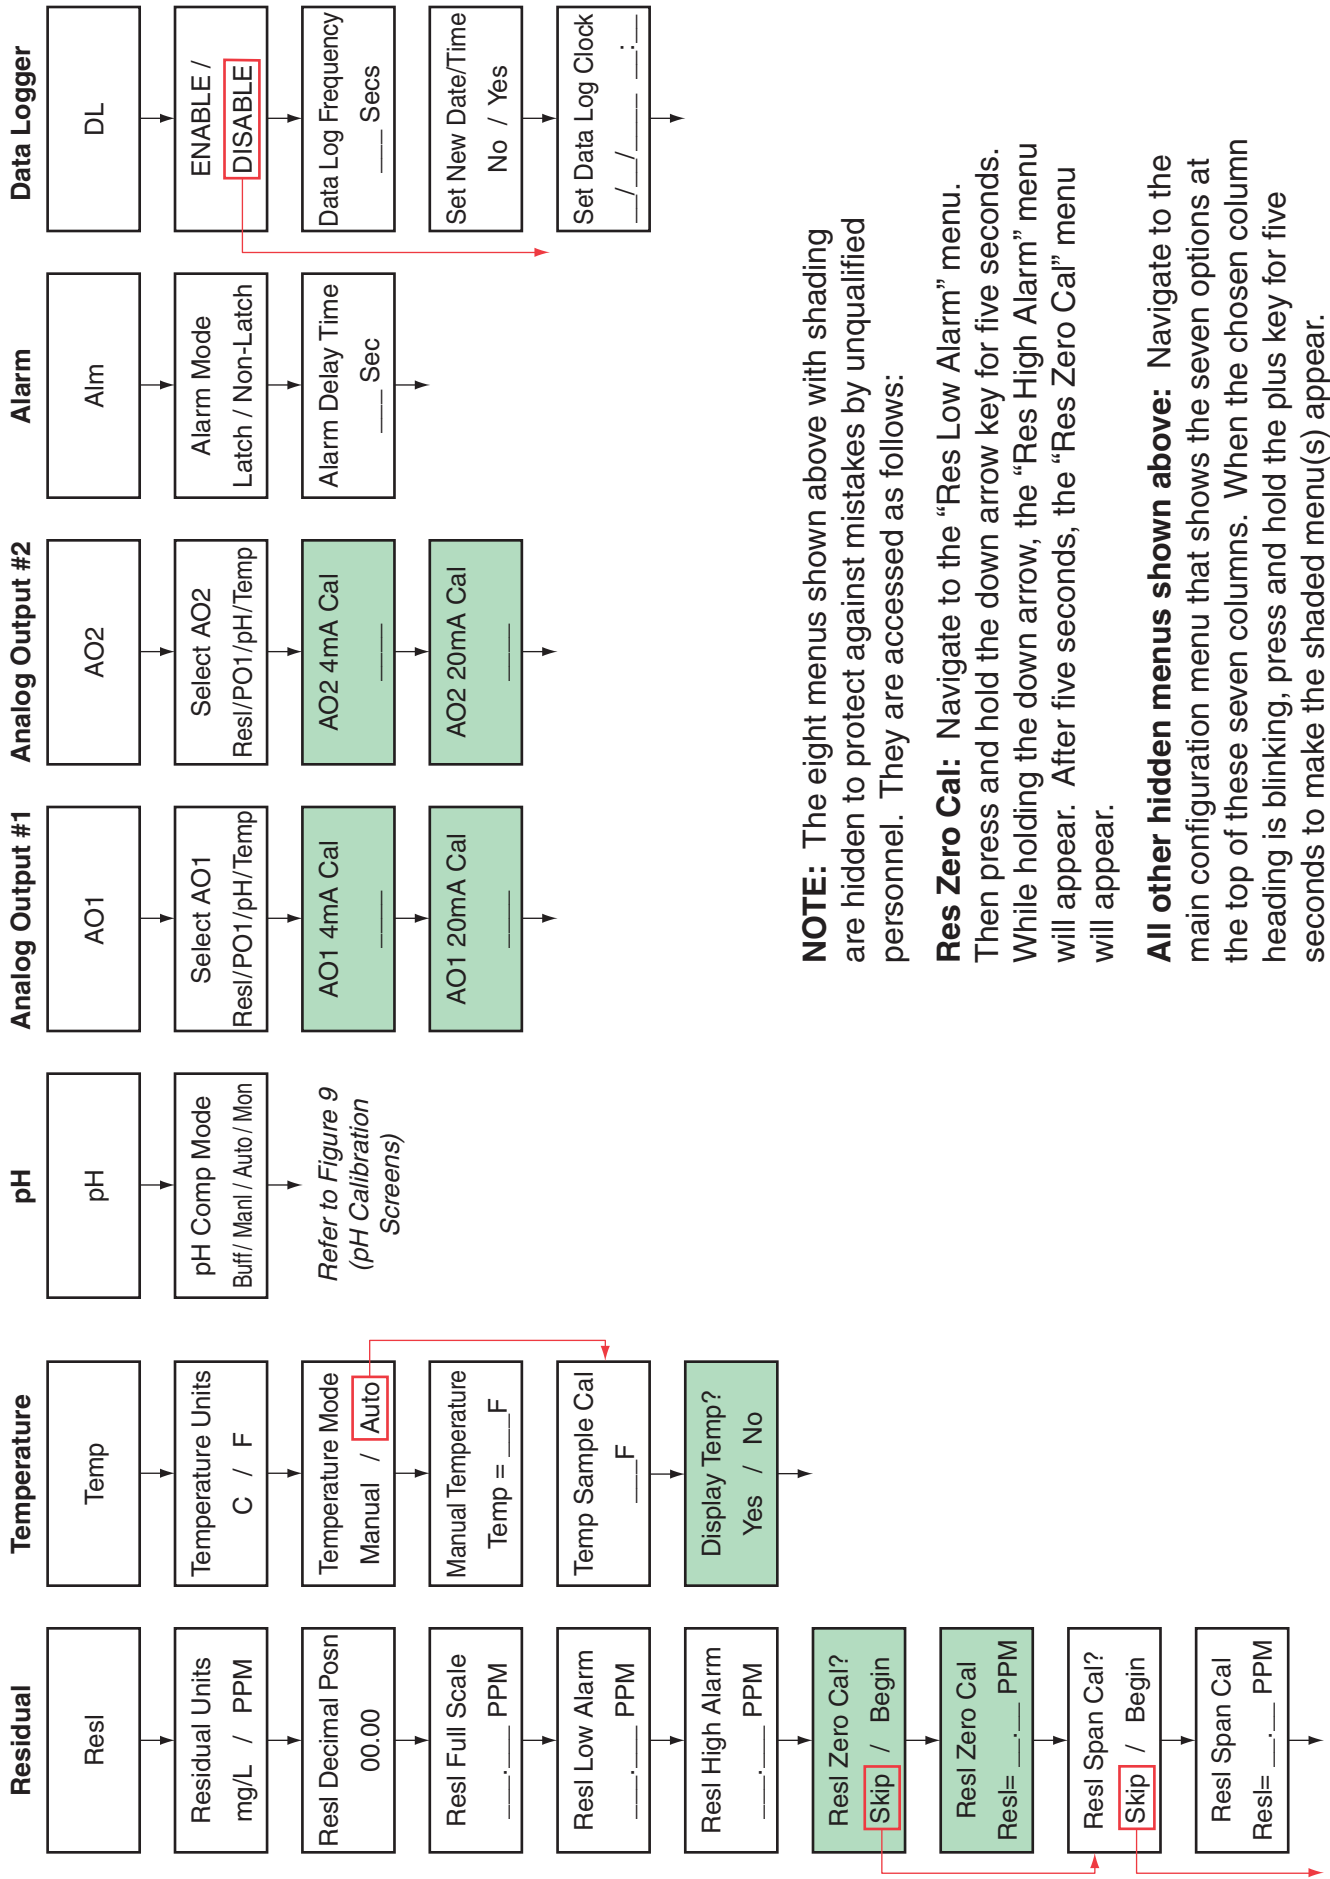 Residual
Resl
Residual Units
mg/L / PPM
Resl Decimal Posn
00.00
Resl Full Scale
___.___ PPM
Resl Low Alarm
___.___ PPM
Resl High Alarm
___.___ PPM
Resl Zero Cal?
Skip / Begin
Resl Zero Cal
Resl= __.__ PPM
Resl Span Cal?
Skip / Begin
Resl Span Cal
Resl= __.__ PPM
Temperature
Temp
Temperature Units
C / F
Temperature Mode
Manual / Auto
Manual Temperature
Temp = ___F
Temp Sample Cal
___F
Display Temp?
Yes / No
pH
pH
pH Comp Mode
Buff/ Manl / Auto / Mon
Refer to Figure 9
(pH Calibration
Screens)
Analog Output #1
AO1
Select AO1
Resl/PO1/pH/Temp
AO1 4mA Cal
____
AO1 20mA Cal
____
Analog Output #2
AO2
Select AO2
Resl/PO1/pH/Temp
AO2 4mA Cal
____
AO2 20mA Cal
____
Alarm
Alm
Alarm Mode
Latch / Non-Latch
Alarm Delay Time
___ Sec
Data Logger
DL
ENABLE /
DISABLE
Data Log Frequency
___ Secs
Set New Date/Time
No / Yes
Set Data Log Clock
__/__/____ __:__
NOTE: The eight menus shown above with shading
are hidden to protect against mistakes by unqualified
personnel. They are accessed as follows:
Res Zero Cal: Navigate to the “Res Low Alarm” menu.
Then press and hold the down arrow key for five seconds.
While holding the down arrow, the “Res High Alarm” menu
will appear. After five seconds, the “Res Zero Cal” menu
will appear.
All other hidden menus shown above: Navigate to the
main configuration menu that shows the seven options at
the top of these seven columns. When the chosen column
heading is blinking, press and hold the plus key for five
seconds to make the shaded menu(s) appear.